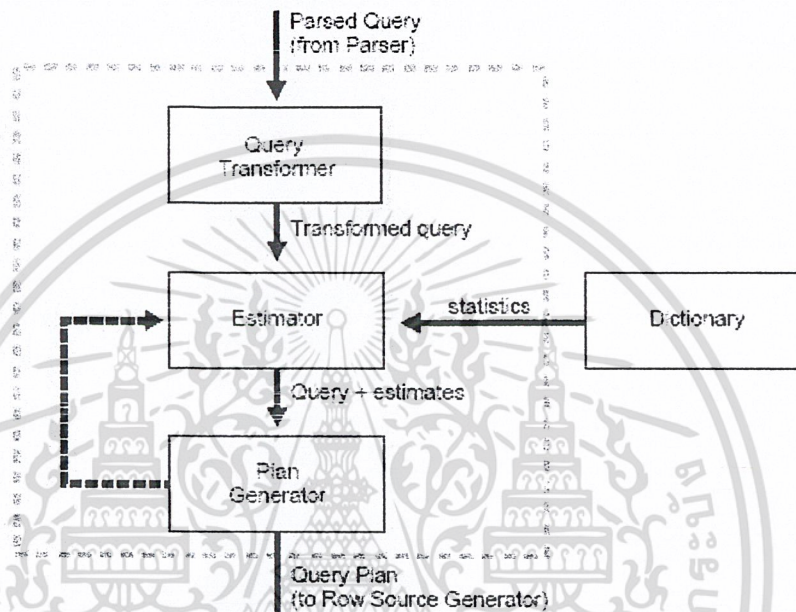 Parsed Query
(from Parser)
Query
Transformer
Transformed query
Estimator
statistics
Dictionary
Query + estimates
Plan
Generator
Query Plan
(to Row Source Generator)